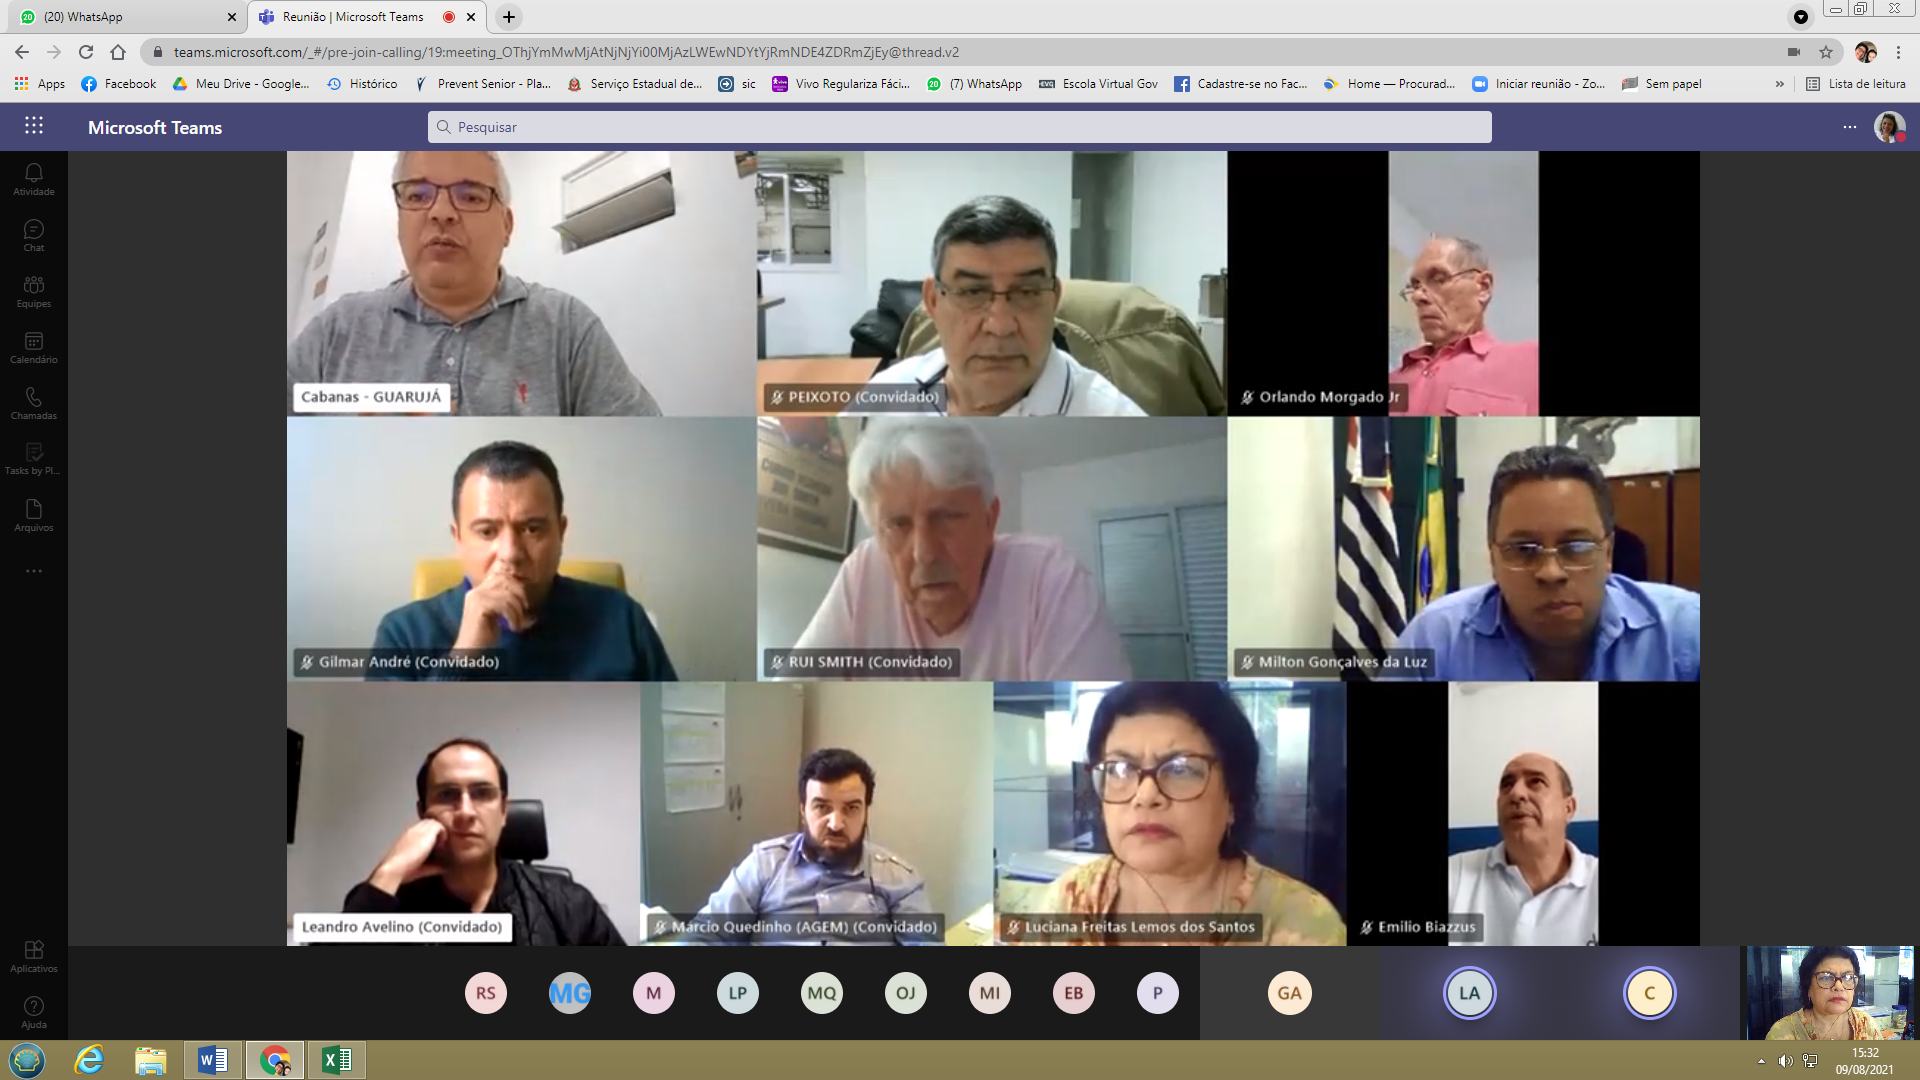 (20) WhatsApp
Reunião | Microsoft Teams
teams.microsoft.com/_#/pre-join-calling/19:meeting_OThjYmMwMjAtNjNjYi00MjAzLWEwNDYtYjRmNDE4ZDRmZjEy@thread.v2
Apps Facebook Meu Drive - Google... Histórico Prevent Senior - Pla... Serviço Estadual de... sic Vivo Regulariza Fáci... (7) WhatsApp Escola Virtual Gov Cadastre-se no Fac... Home — Procurad... Iniciar reunião - Zo... Sem papel » Lista de leitura
Microsoft Teams
Pesquisar
Atividade
Chat
Equipes
Calendário
Chamadas
Tasks by Pl...
Arquivos
Aplicativos
Ajuda
Cabanas - GUARUJÁ
PEIXOTO (Convidado)
Orlando Morgado Jr
Gilmar André (Convidado)
RUI SMITH (Convidado)
Milton Gonçalves da Luz
Leandro Avelino (Convidado)
Márcio Quedinho (AGEM) (Convidado)
Luciana Freitas Lemos dos Santos
Emilio Biazzus
RS MG M LP MQ OJ MI EB P GA LA C
15:32
09/08/2021